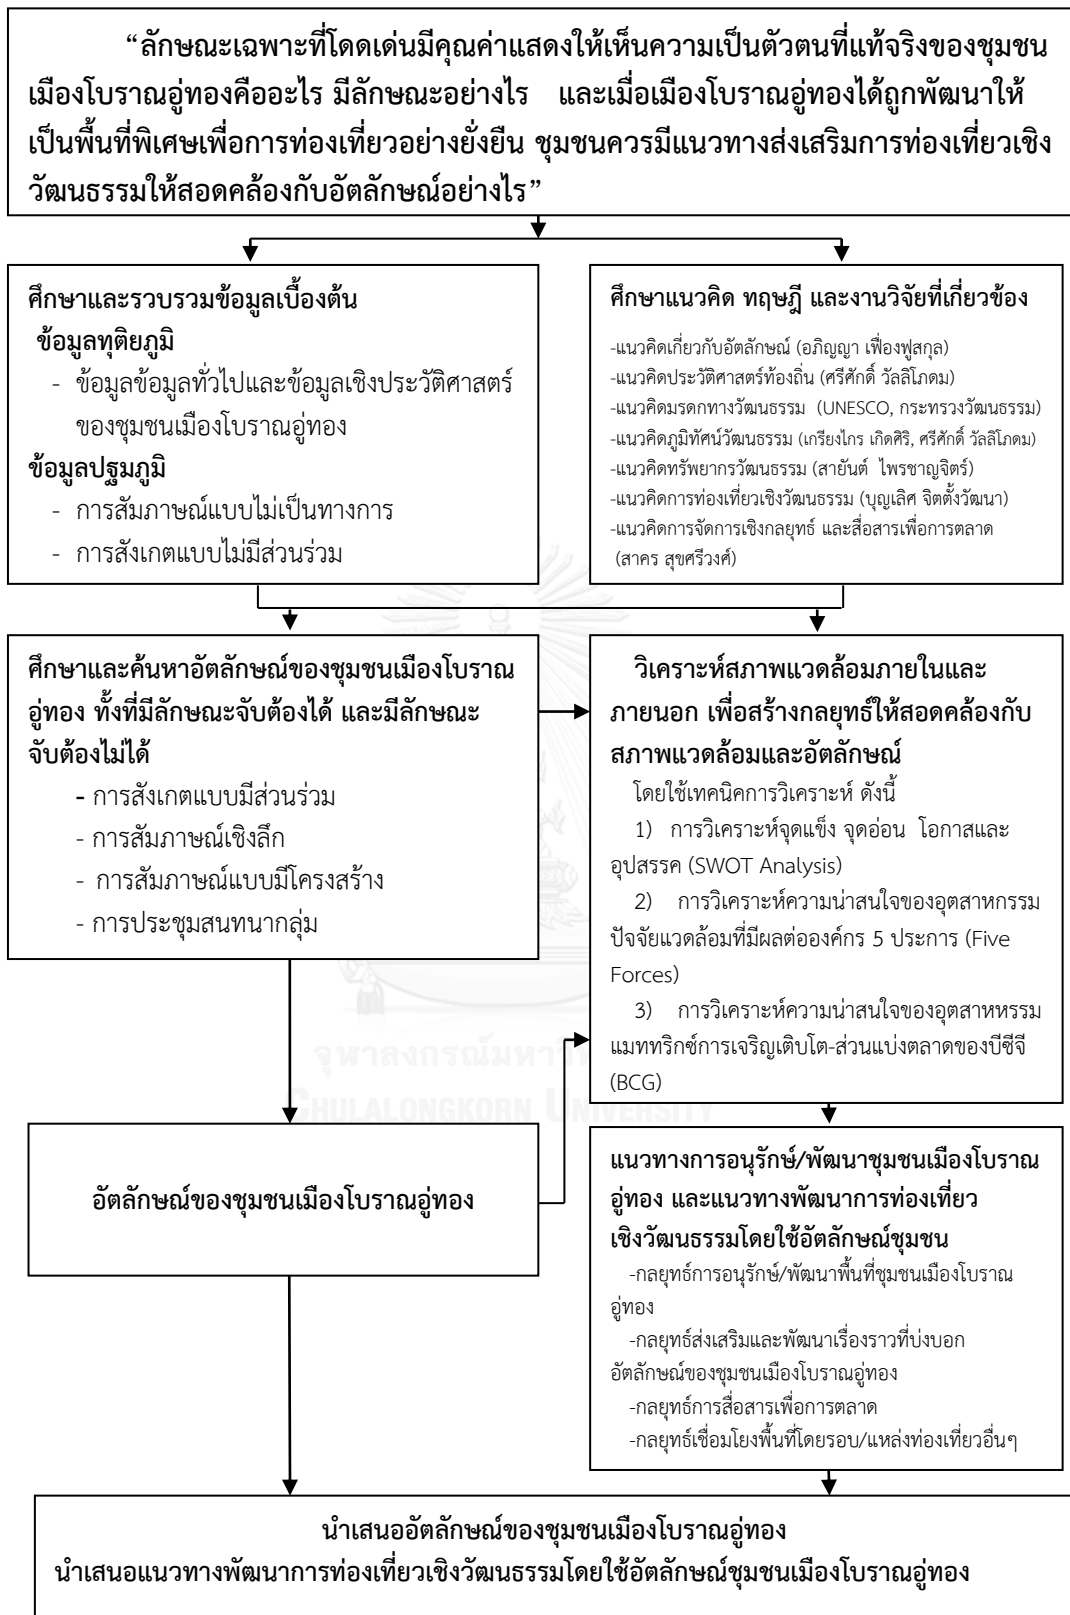 “ลักษณะเฉพาะที่โดดเด่นมีคุณค่าแสดงให้เห็นความเป็นตัวตนที่แท้จริงของชุมชน
เมืองโบราณอู่ทองคืออะไร มีลักษณะอย่างไร และเมื่อเมืองโบราณอู่ทองได้ถูกพัฒนาให้
เป็นพื้นที่พิเศษเพื่อการท่องเที่ยวอย่างยั่งยืน ชุมชนควรมีแนวทางส่งเสริมการท่องเที่ยวเชิง
วัฒนธรรมให้สอดคล้องกับอัตลักษณ์อย่างไร”
ศึกษาและรวบรวมข้อมูลเบื้องต้น
ข้อมูลทุติยภูมิ
- ข้อมูลข้อมูลทั่วไปและข้อมูลเชิงประวัติศาสตร์
ของชุมชนเมืองโบราณอู่ทอง
ข้อมูลปฐมภูมิ
- การสัมภาษณ์แบบไม่เป็นทางการ
- การสังเกตแบบไม่มีส่วนร่วม
ศึกษาแนวคิด ทฤษฎี และงานวิจัยที่เกี่ยวข้อง
-แนวคิดเกี่ยวกับอัตลักษณ์ (อภิญญา เฟื่องฟูสกุล)
-แนวคิดประวัติศาสตร์ท้องถิ่น (ศรีศักดิ์ วัลลิโภดม)
-แนวคิดมรดกทางวัฒนธรรม (UNESCO, กระทรวงวัฒนธรรม)
-แนวคิดภูมิทัศน์วัฒนธรรม (เกรียงไกร เกิดศิริ, ศรีศักดิ์ วัลลิโภดม)
-แนวคิดทรัพยากรวัฒนธรรม (สายันต์ ไพรชาญจิตร์)
-แนวคิดการท่องเที่ยวเชิงวัฒนธรรม (บุญเลิศ จิตตั้งวัฒนา)
-แนวคิดการจัดการเชิงกลยุทธ์ และสื่อสารเพื่อการตลาด
(สาคร สุขศรีวงศ์)
ศึกษาและค้นหาอัตลักษณ์ของชุมชนเมืองโบราณ
อู่ทอง ทั้งที่มีลักษณะจับต้องได้ และมีลักษณะ
จับต้องไม่ได้
- การสังเกตแบบมีส่วนร่วม
- การสัมภาษณ์เชิงลึก
- การสัมภาษณ์แบบมีโครงสร้าง
- การประชุมสนทนากลุ่ม
วิเคราะห์สภาพแวดล้อมภายในและ
ภายนอก เพื่อสร้างกลยุทธ์ให้สอดคล้องกับ
สภาพแวดล้อมและอัตลักษณ์
โดยใช้เทคนิคการวิเคราะห์ ดังนี้
1) การวิเคราะห์จุดแข็ง จุดอ่อน โอกาสและ
อุปสรรค (SWOT Analysis)
2) การวิเคราะห์ความน่าสนใจของอุตสาหกรรม
ปัจจัยแวดล้อมที่มีผลต่อองค์กร 5 ประการ (Five
Forces)
3) การวิเคราะห์ความน่าสนใจของอุตสาหหรรม
แมททริกซ์การเจริญเติบโต-ส่วนแบ่งตลาดของบีซีจี
(BCG)
จุฬาลงกรณ์มหาวิ
CHULALONGKORN UNIVERSITY
อัตลักษณ์ของชุมชนเมืองโบราณอู่ทอง
แนวทางการอนุรักษ์/พัฒนาชุมชนเมืองโบราณ
อู่ทอง และแนวทางพัฒนาการท่องเที่ยว
เชิงวัฒนธรรมโดยใช้อัตลักษณ์ชุมชน
-กลยุทธ์การอนุรักษ์/พัฒนาพื้นที่ชุมชนเมืองโบราณ
อู่ทอง
-กลยุทธ์ส่งเสริมและพัฒนาเรื่องราวที่บ่งบอก
อัตลักษณ์ของชุมชนเมืองโบราณอู่ทอง
-กลยุทธ์การสื่อสารเพื่อการตลาด
-กลยุทธ์เชื่อมโยงพื้นที่โดยรอบ/แหล่งท่องเที่ยวอื่นๆ
นำเสนออัตลักษณ์ของชุมชนเมืองโบราณอู่ทอง
นำเสนอแนวทางพัฒนาการท่องเที่ยวเชิงวัฒนธรรมโดยใช้อัตลักษณ์ชุมชนเมืองโบราณอู่ทอง